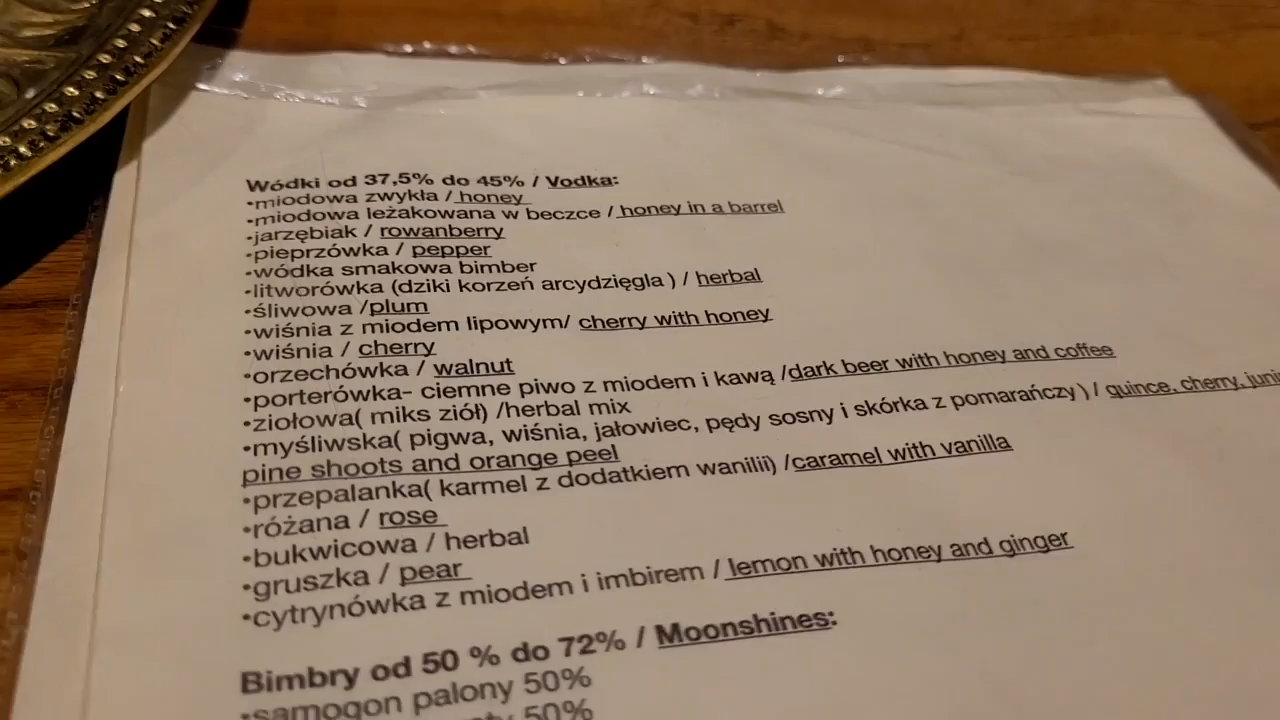 Wódki od 37,5% do 45% / Vodka:
•miodowa zwykła / honey
•miodowa leżakowana w beczce / honey in a barrel
•jarzębiak / rowanberry
•pieprzówka / pepper
•wódka smakowa bimber
•litworówka (dziki korzeń arcydzięgla ) / herbal
•śliwowa /plum
•wiśnia z miodem lipowym/ cherry with honey
•wiśnia / cherry
•orzechówka / walnut
•porterówka- ciemne piwo z miodem i kawą /dark beer with honey and coffee
•ziołowa( miks ziół) /herbal mix
•myśliwska( pigwa, wiśnia, jałowiec, pędy sosny i skórka z pomarańczy ) / quince, cherry,
pine shoots and orange peel
•przepalanka( karmel z dodatkiem wanilii) /caramel with vanilla
•różana / rose
•bukwicowa / herbal
•gruszka / pear
•cytrynówka z miodem i imbirem / lemon with honey and ginger
Bimbry od 50 % do 72% / Moonshines:
•samogon palony 50%
50%